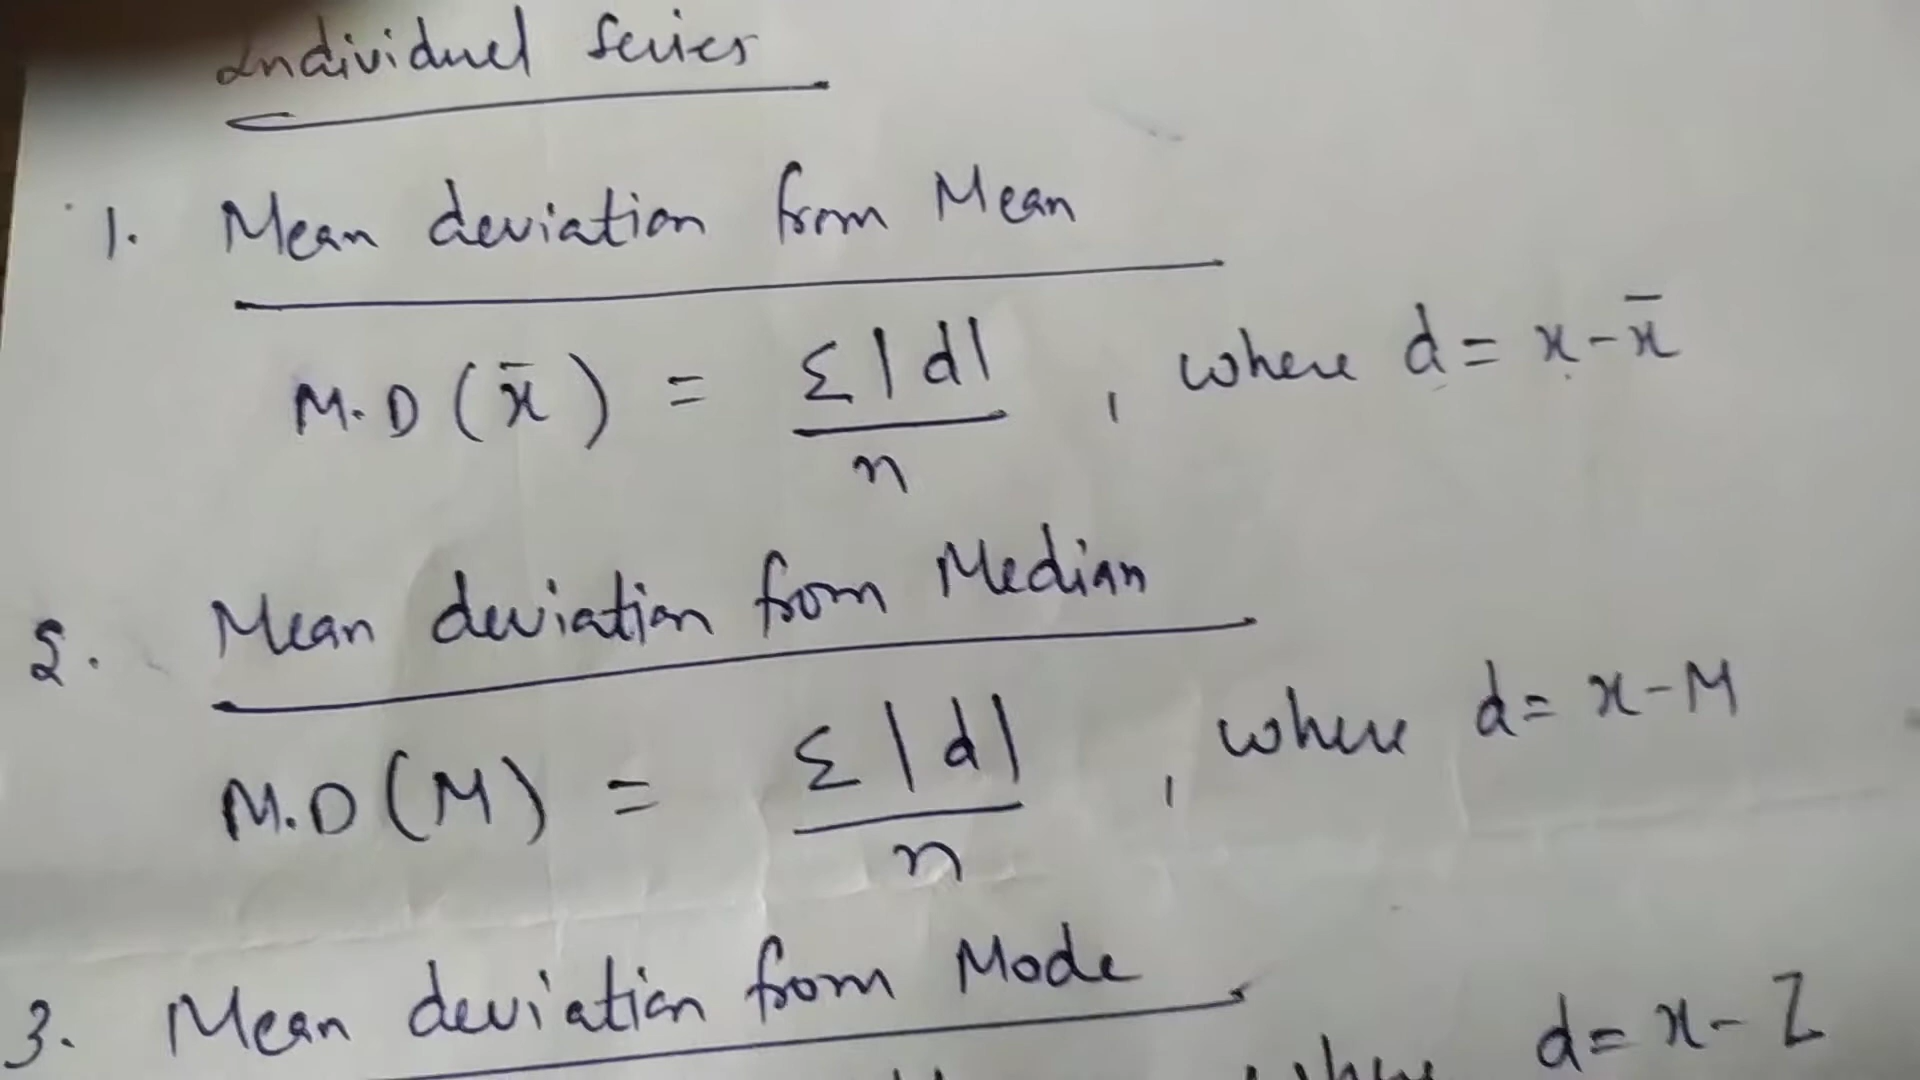 Individual Series
1. Mean deviation from Mean
M.D (x̄) = Σ|d| / n , where d = x - x̄
2. Mean deviation from Median
M.D (M) = Σ|d| / n , where d = x - M
3. Mean deviation from Mode
where d = x - Z